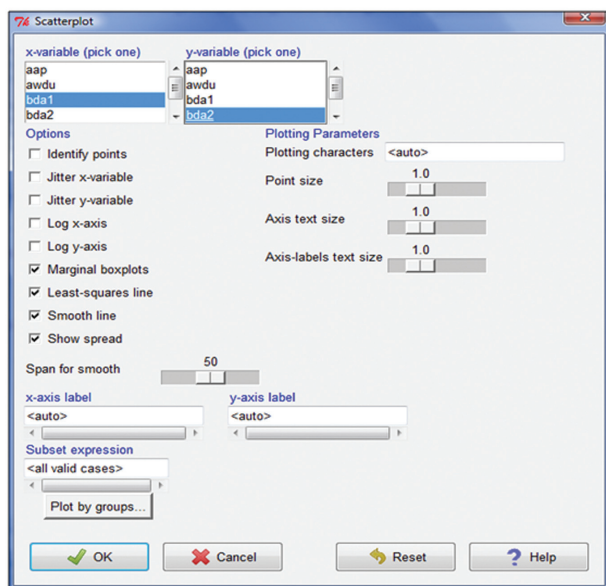 Scatterplot
x-variable (pick one) y-variable (pick one)
aap aap
awdu awdu
bda1 bda1
bda2 bda2
Options Plotting Parameters
Identify points Plotting characters <auto>
Jitter x-variable Point size 1.0
Jitter y-variable
Log x-axis Axis text size 1.0
Log y-axis
Marginal boxplots Axis-labels text size 1.0
Least-squares line
Smooth line
Show spread
Span for smooth 50
x-axis label y-axis label
<auto> <auto>
Subset expression
<all valid cases>
Plot by groups...
OK Cancel Reset Help